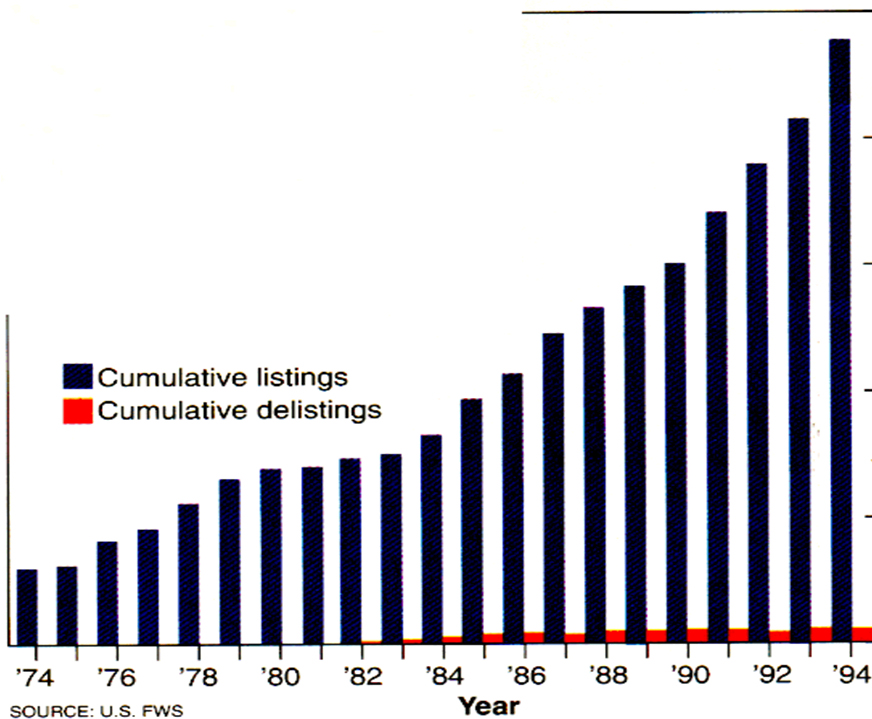 Cumulative listings
Cumulative delistings
'74 '76 '78 '80 '82 '84 '86 '88 '90 '92 '94
Year
SOURCE: U.S. FWS